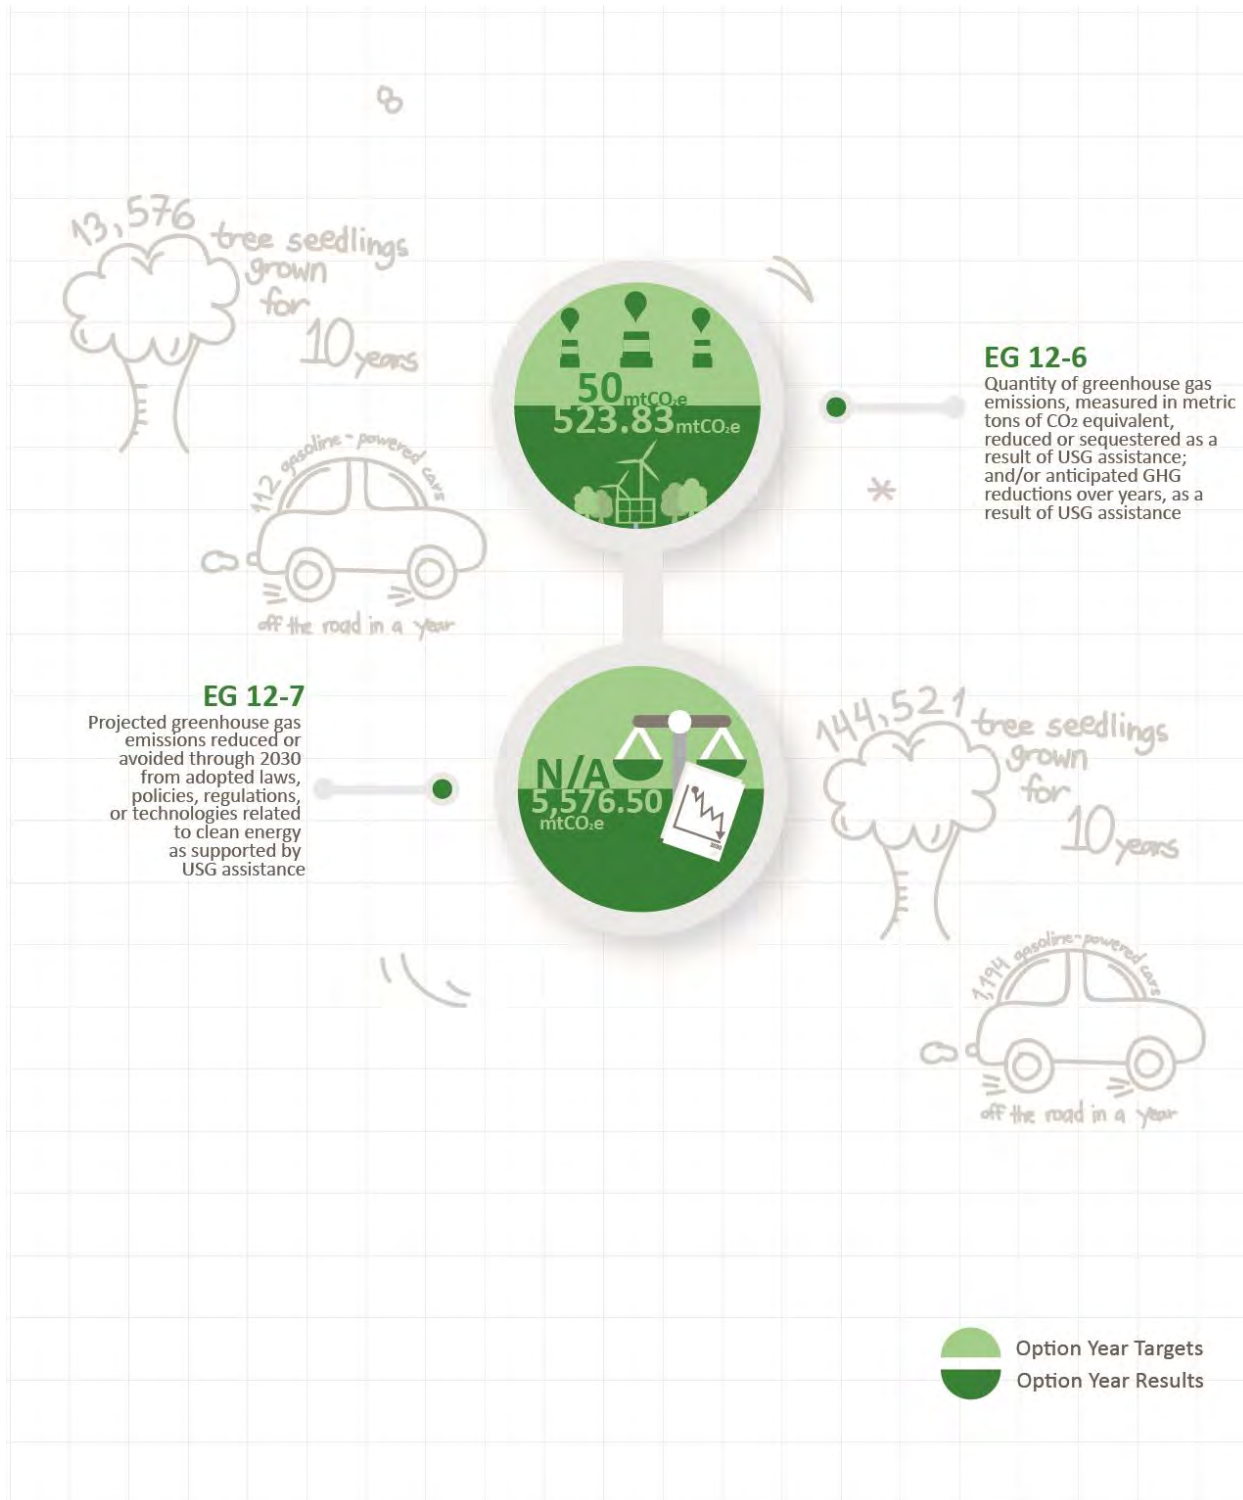 13,576
tree seedlings
grown
for
10 years
112 gasoline-powered cars
off the road in a year
50 mtCO₂e
523.83 mtCO₂e
EG 12-6
Quantity of greenhouse gas
emissions, measured in metric
tons of CO₂ equivalent,
reduced or sequestered as a
result of USG assistance;
and/or anticipated GHG
reductions over years, as a
result of USG assistance
EG 12-7
Projected greenhouse gas
emissions reduced or
avoided through 2030
from adopted laws,
policies, regulations,
or technologies related
to clean energy
as supported by
USG assistance
N/A
5,576.50
mtCO₂e
144,521
tree seedlings
grown
for
10 years
1,194 gasoline-powered cars
off the road in a year
Option Year Targets
Option Year Results